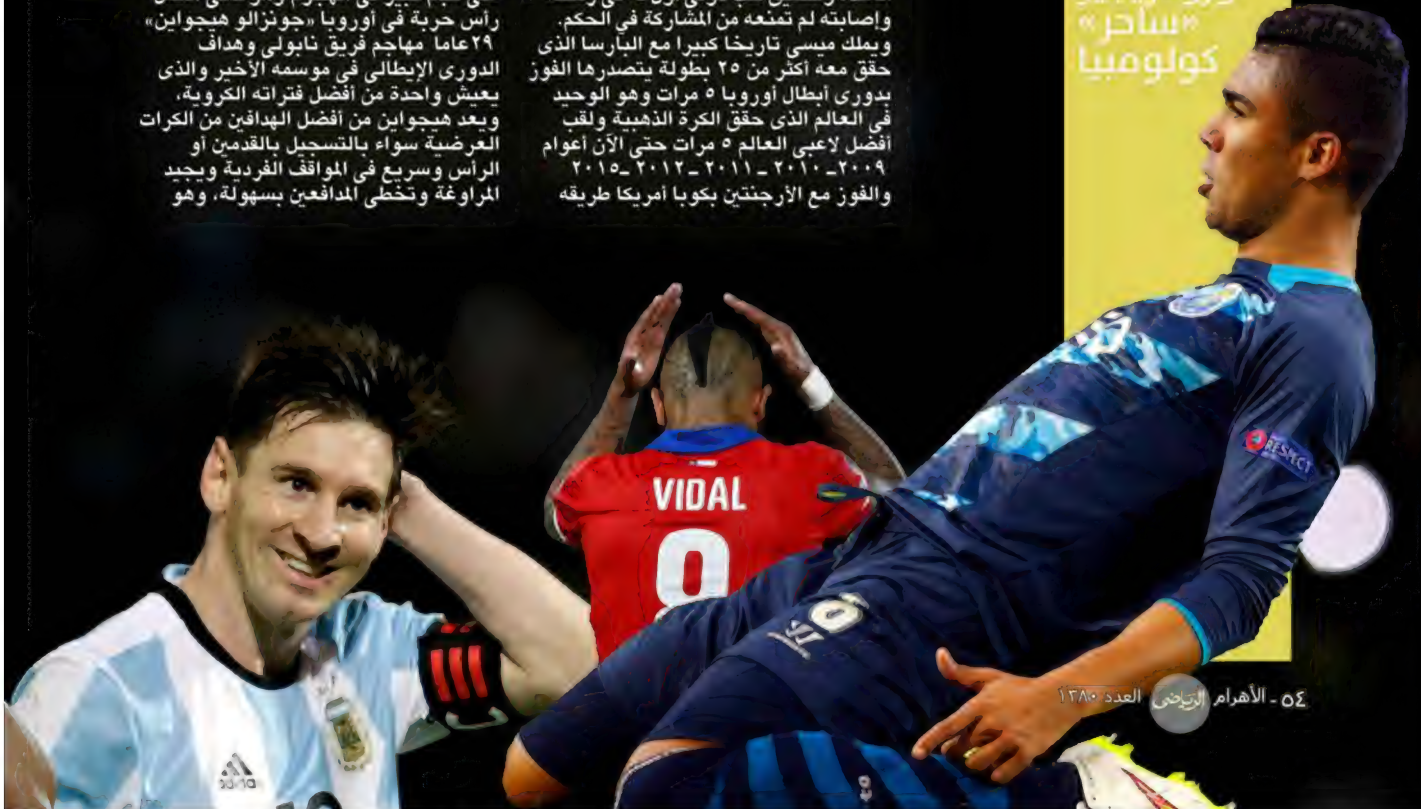 «ساحر»
كولومبيا
وإصابته لم تمنعه من المشاركة فى الحكم.
ويملك ميسى تاريخا كبيرا مع البارسا الذى
حقق معه أكثر من ٢٥ بطولة يتصدرها الفوز
بدورى أبطال أوروبا ٥ مرات وهو الوحيد
فى العالم الذى حقق الكرة الذهبية ولقب
أفضل لاعبى العالم ٥ مرات حتى الآن أعوام
٢٠٠٩ـ ٢٠١٠ ـ ٢٠١١ ـ ٢٠١٢ ـ٢٠١٥
والفوز مع الأرجنتين بكوبا أمريكا طريقه
رأس حربة فى أوروبا «جونزالو هيجواين»
٢٩ عاما مهاجم فريق نابولى وهداف
الدورى الإيطالى فى موسمه الأخير والذى
يعيش واحدة من أفضل فتراته الكروية،
ويعد هيجواين من أفضل الهدافين من الكرات
العرضية سواء بالتسجيل بالقدمين أو
الرأس وسريع فى المواقف الفردية ويجيد
المراوغة وتخطى المدافعين بسهولة، وهو
VIDAL
8
RESPECT
6
٥٤ ـ الأهرام الرياضى العدد ١٣٨٠